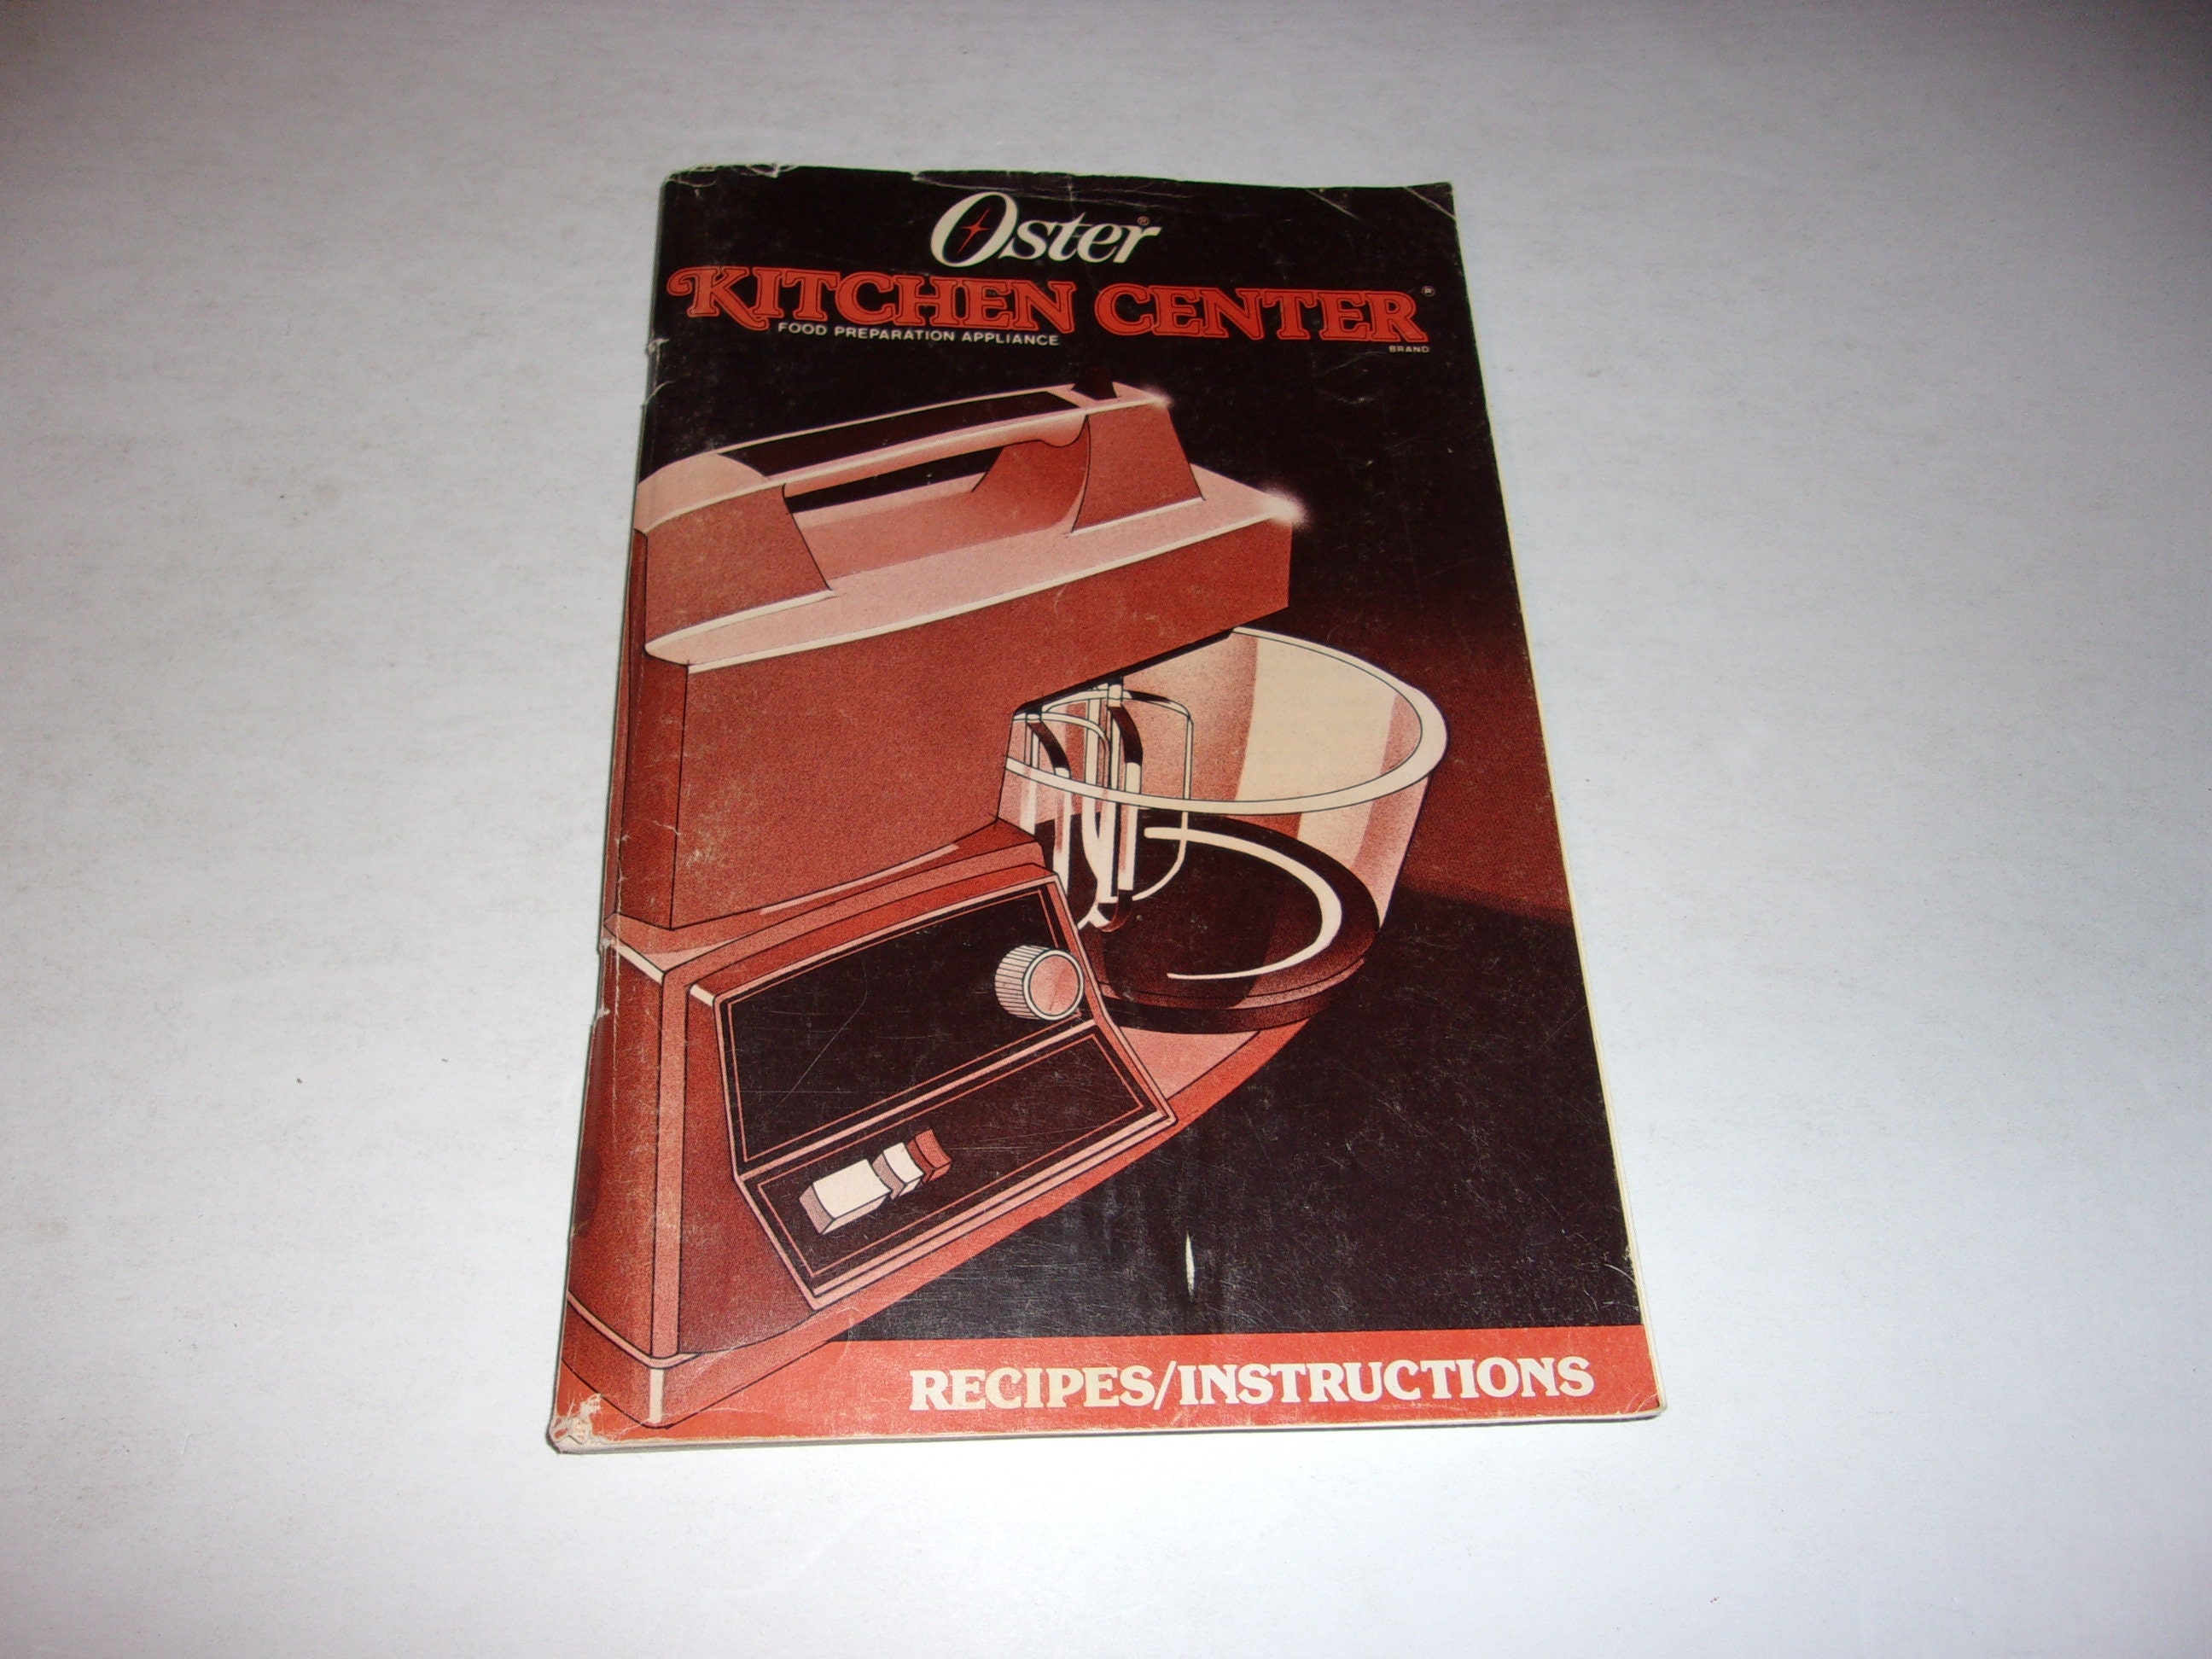 Oster®
KITCHEN CENTER®
FOOD PREPARATION APPLIANCE
BRAND
RECIPES/INSTRUCTIONS